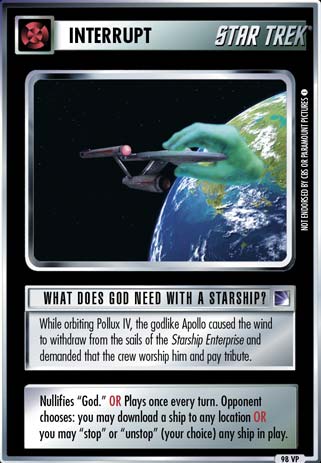 INTERRUPT
STAR TREK
NOT ENDORSED BY CBS OR PARAMOUNT PICTURES
WHAT DOES GOD NEED WITH A STARSHIP?
While orbiting Pollux IV, the godlike Apollo caused the wind
to withdraw from the sails of the Starship Enterprise and
demanded that the crew worship him and pay tribute.
Nullifies “God.” OR Plays once every turn. Opponent
chooses: you may download a ship to any location OR
you may “stop” or “unstop” (your choice) any ship in play.
98 VP